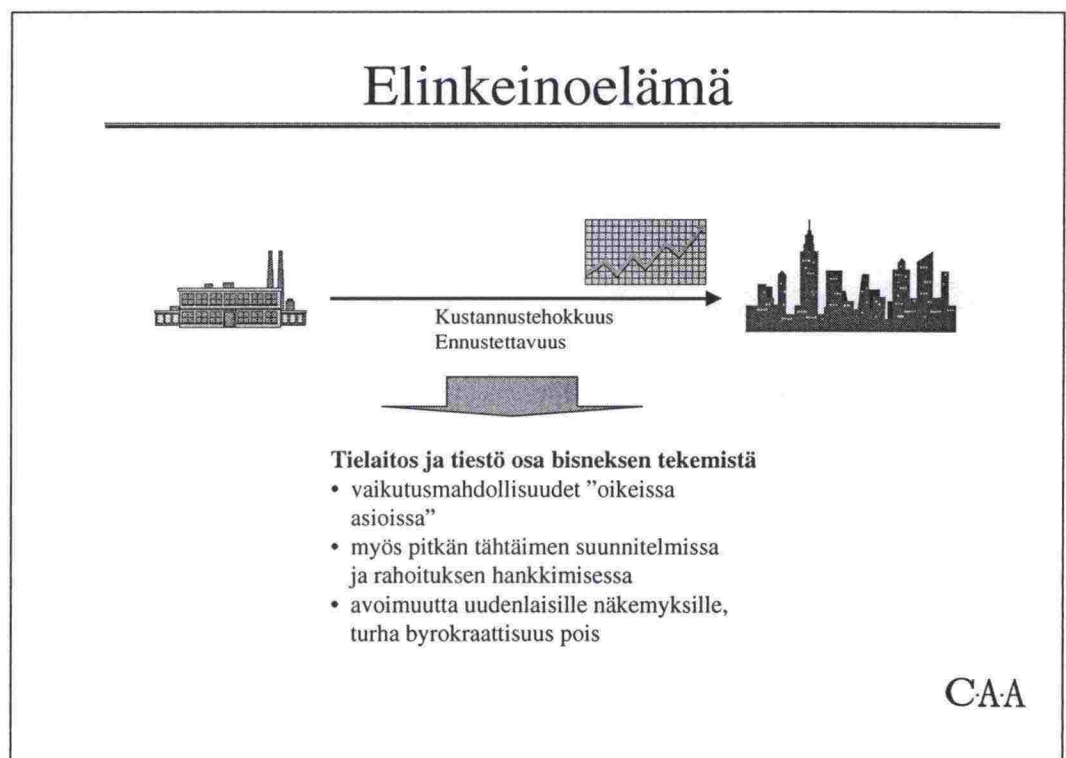 Elinkeinoelämä
Kustannustehokkuus
Ennustettavuus
Tielaitos ja tiestö osa bisneksen tekemistä
• vaikutusmahdollisuudet ”oikeissa
asioissa”
• myös pitkän tähtäimen suunnitelmissa
ja rahoituksen hankkimisessa
• avoimuutta uudenlaisille näkemyksille,
turha byrokraattisuus pois
C·A·A